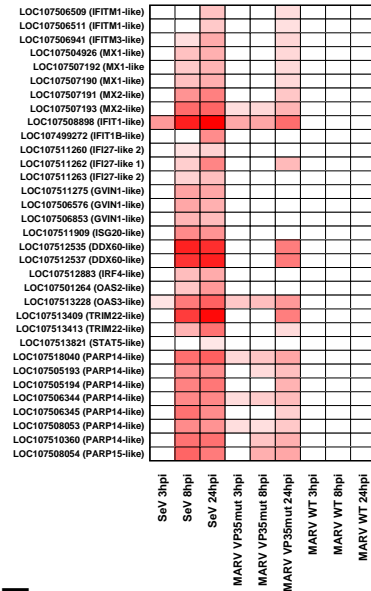 LOC107506509 (IFITM1-like)
LOC107506511 (IFITM1-like)
LOC107506941 (IFITM3-like)
LOC107504926 (MX1-like)
LOC107507192 (MX1-like
LOC107507190 (MX1-like)
LOC107507191 (MX2-like)
LOC107507193 (MX2-like)
LOC107508898 (IFIT1-like)
LOC107499272 (IFIT1B-like)
LOC107511260 (IFI27-like 2)
LOC107511262 (IFI27-like 1)
LOC107511263 (IFI27-like 2)
LOC107511275 (GVIN1-like)
LOC107506576 (GVIN1-like)
LOC107506853 (GVIN1-like)
LOC107511909 (ISG20-like)
LOC107512535 (DDX60-like)
LOC107512537 (DDX60-like)
LOC107512883 (IRF4-like)
LOC107501264 (OAS2-like)
LOC107513228 (OAS3-like)
LOC107513409 (TRIM22-like)
LOC107513413 (TRIM22-like)
LOC107513821 (STAT5-like)
LOC107518040 (PARP14-like)
LOC107505193 (PARP14-like)
LOC107505194 (PARP14-like)
LOC107506344 (PARP14-like)
LOC107506345 (PARP14-like)
LOC107508053 (PARP14-like)
LOC107510360 (PARP14-like)
LOC107508054 (PARP15-like)
SeV 3hpi
SeV 8hpi
SeV 24hpi
MARV VP35mut 3hpi
MARV VP35mut 8hpi
MARV VP35mut 24hpi
MARV WT 3hpi
MARV WT 8hpi
MARV WT 24hpi